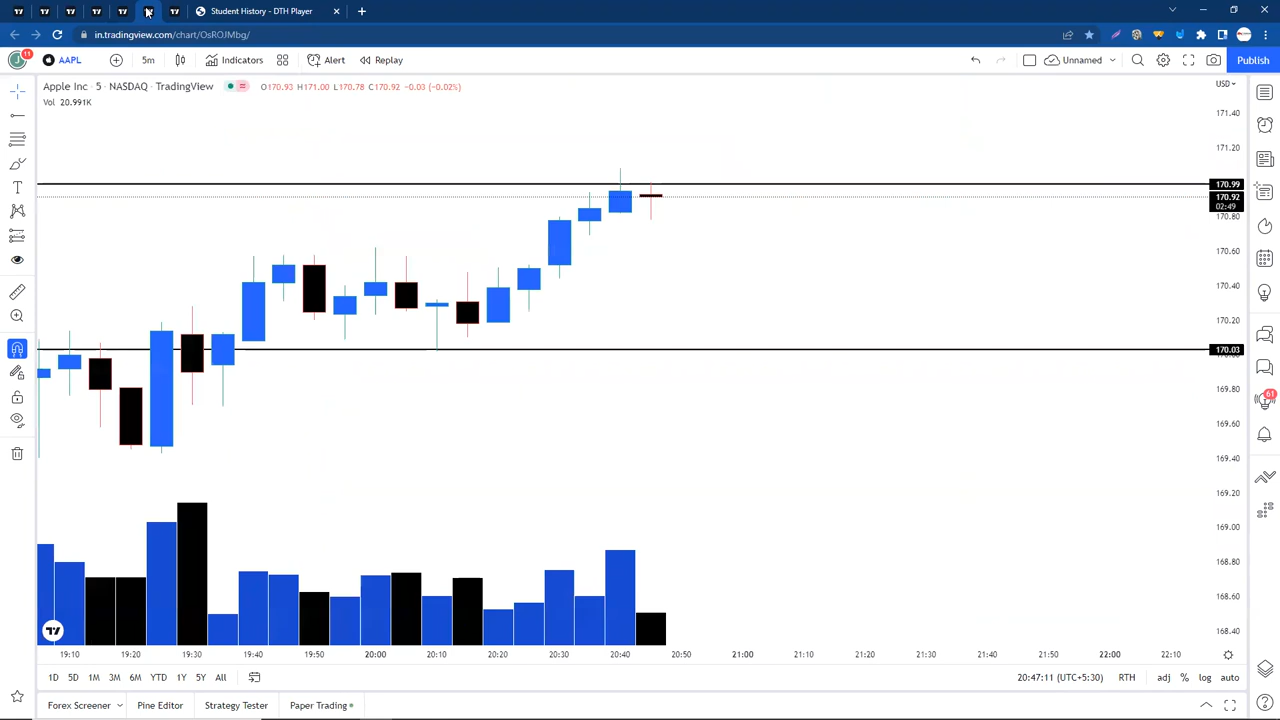 Student History - DTH Player
in.tradingview.com/chart/OsROJMbg/
11
AAPL
5m
Indicators
Alert
Replay
Unnamed
Publish
Apple Inc · 5 · NASDAQ · TradingView
O170.93 H171.00 L170.78 C170.92 -0.03 (-0.02%)
USD
Vol 20.991K
171.40
171.20
170.99
170.92
02:49
170.80
170.60
170.40
170.20
170.03
170.00
169.80
169.60
169.40
169.20
169.00
168.80
168.60
168.40
61
19:10 19:20 19:30 19:40 19:50 20:00 20:10 20:20 20:30 20:40 20:50 21:00 21:10 21:20 21:30 21:40 21:50 22:00 22:10
1D 5D 1M 3M 6M YTD 1Y 5Y All
20:47:11 (UTC+5:30) RTH adj % log auto
Forex Screener Pine Editor Strategy Tester Paper Trading